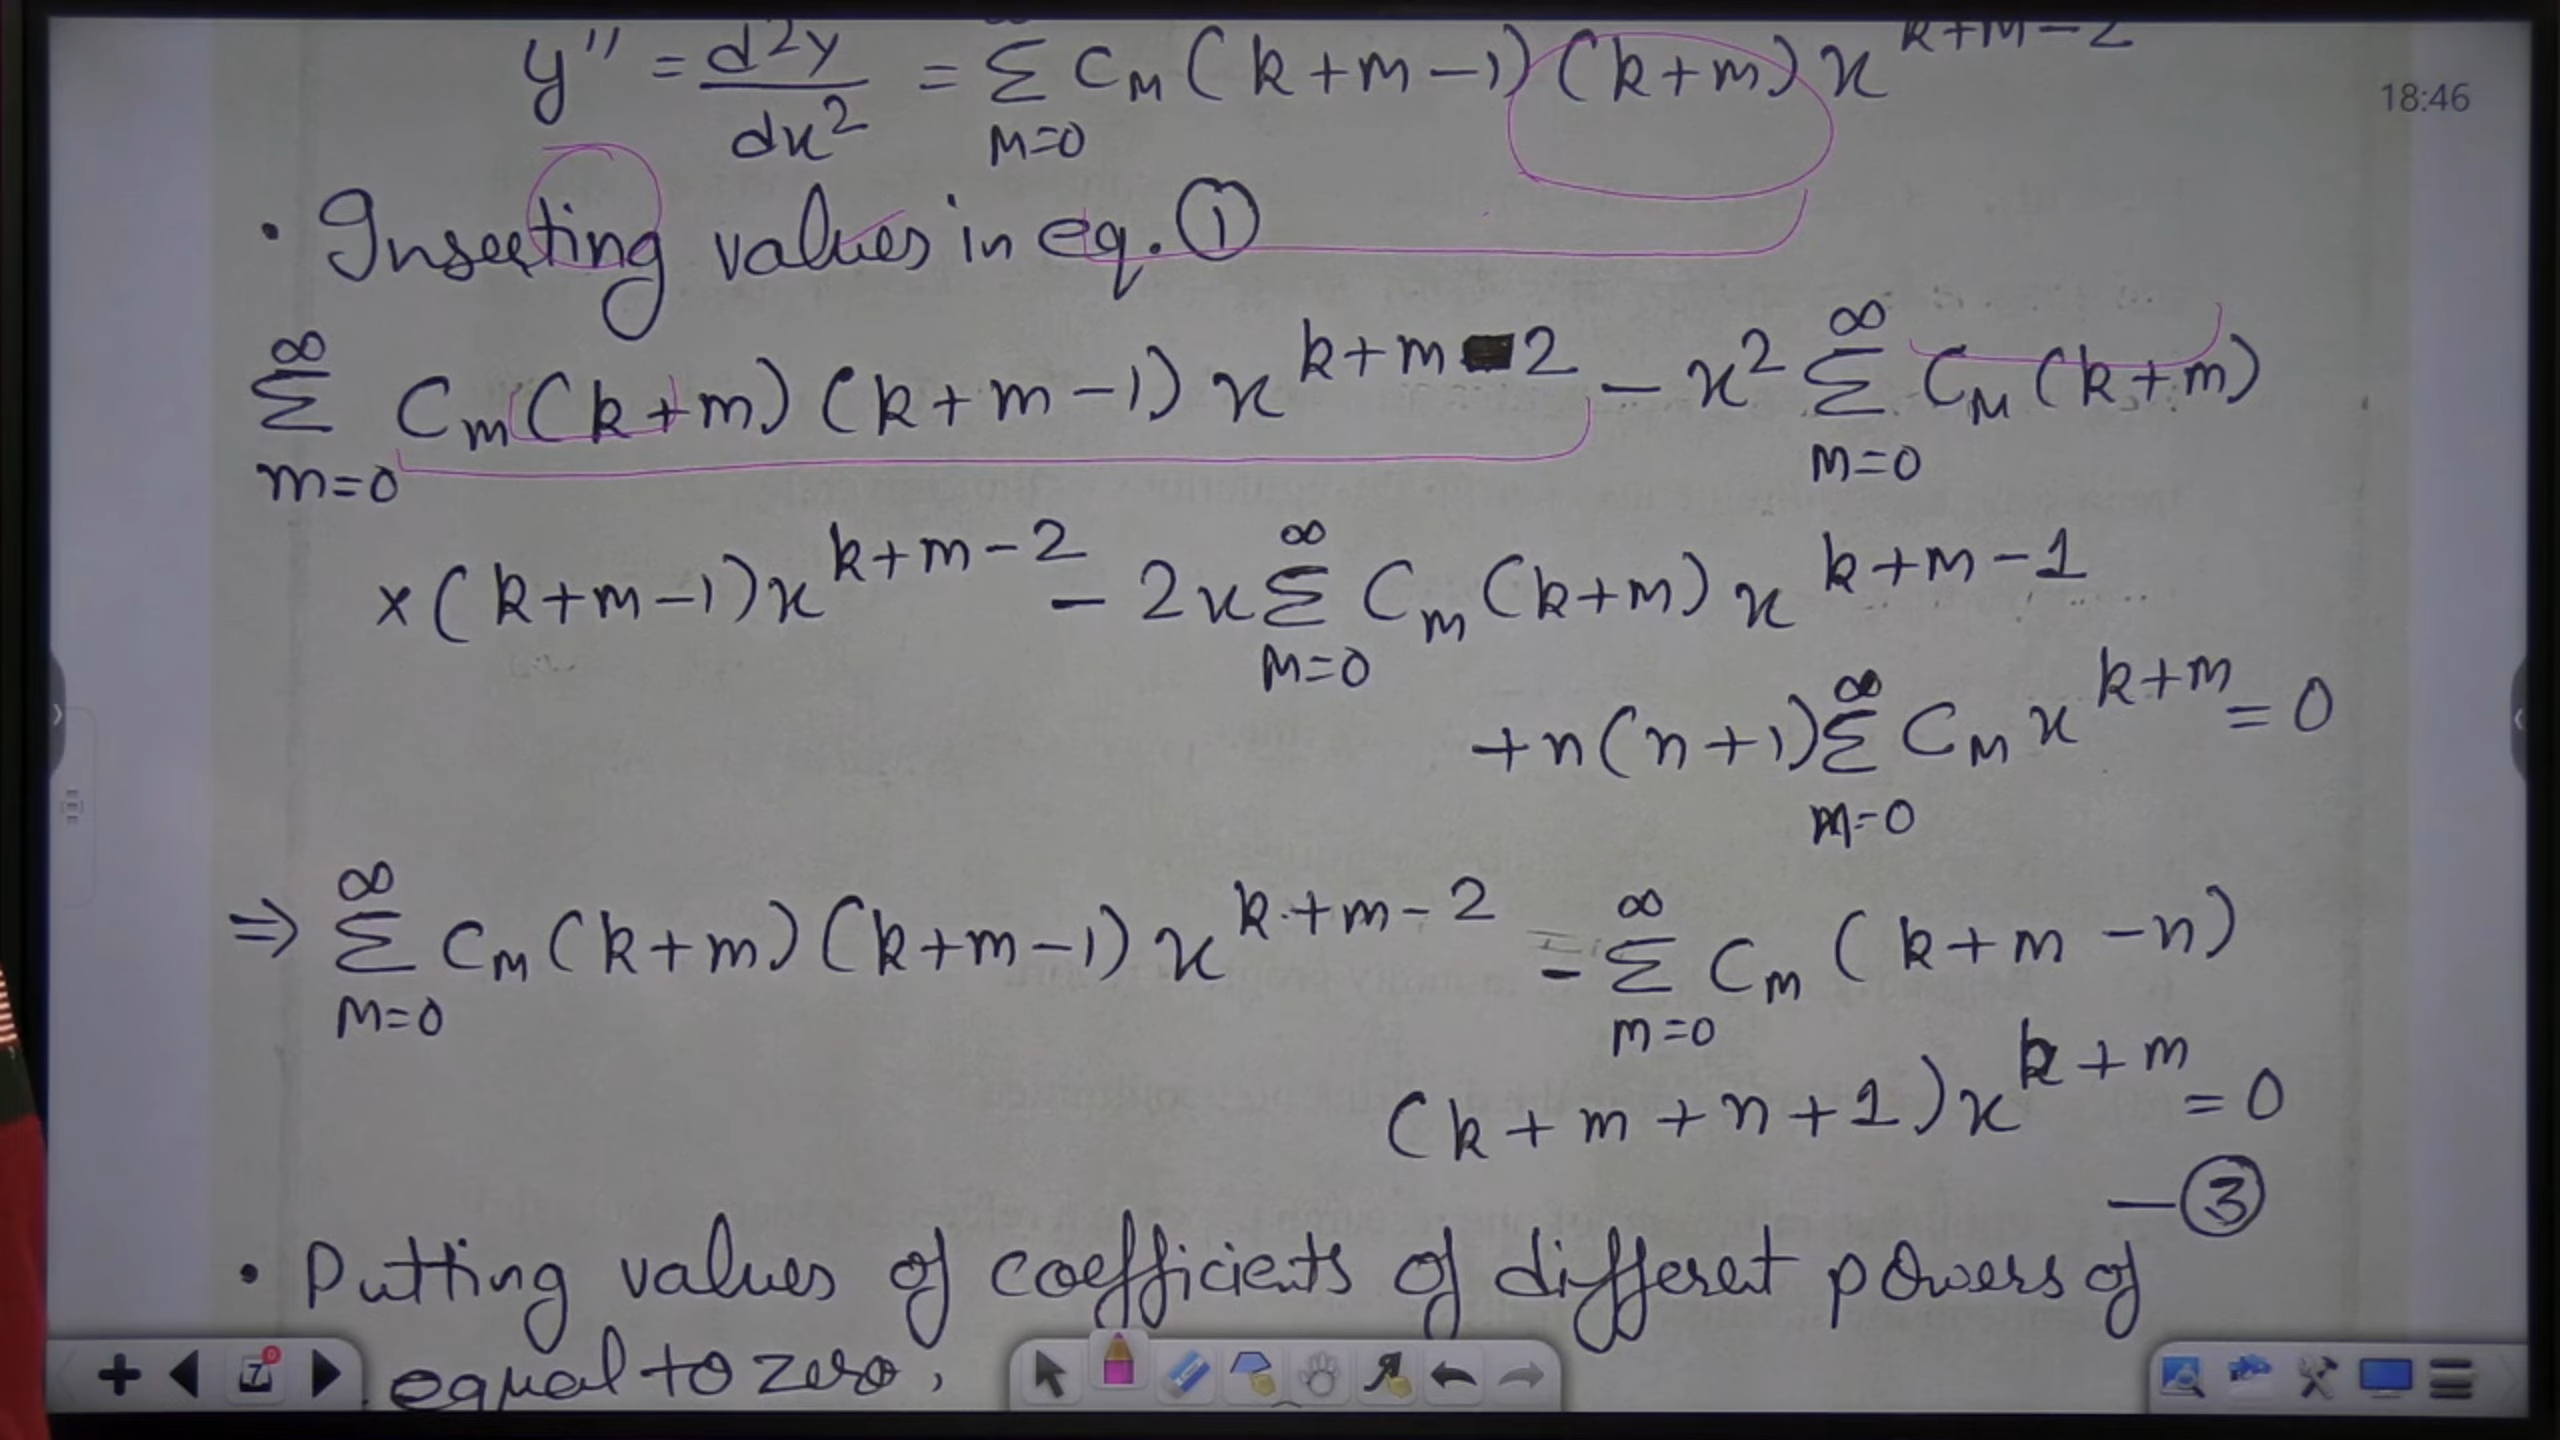 y'' = d²y/dx² = Σ_{m=0}^∞ C_m (k+m-1)(k+m) x^{k+m-2}
18:46
• Inserting values in eq. ①
Σ_{m=0}^∞ C_m (k+m)(k+m-1) x^{k+m-2} - x² Σ_{m=0}^∞ C_m (k+m)
×(k+m-1) x^{k+m-2} - 2x Σ_{m=0}^∞ C_m (k+m) x^{k+m-1}
+n(n+1) Σ_{m=0}^∞ C_m x^{k+m} = 0
⇒ Σ_{m=0}^∞ C_m (k+m)(k+m-1) x^{k+m-2} - Σ_{m=0}^∞ C_m (k+m-n)
(k+m+n+1) x^{k+m} = 0
—③
• Putting values of coefficients of different powers of
equal to zero,